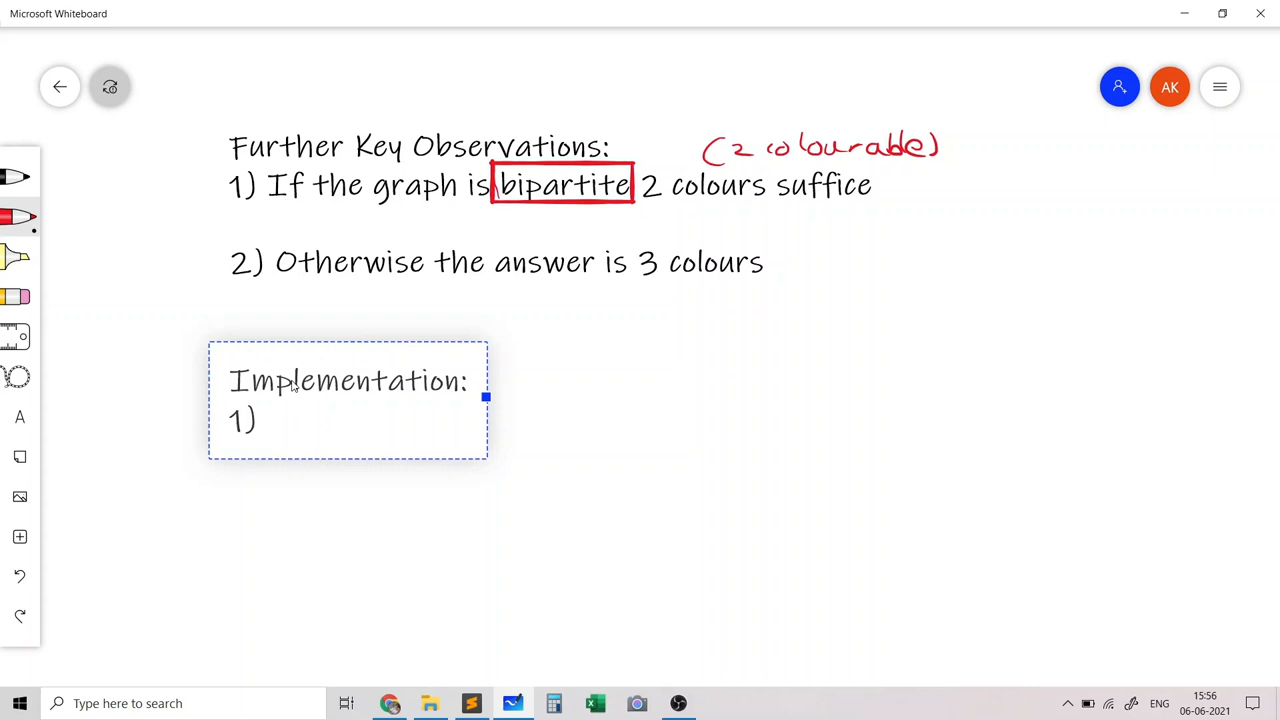 Microsoft Whiteboard
AK
(2 colourable)
Further Key Observations:
1) If the graph is bipartite 2 colours suffice
2) Otherwise the answer is 3 colours
Implementation:
1)
A
Type here to search
ENG
15:56
06-06-2021